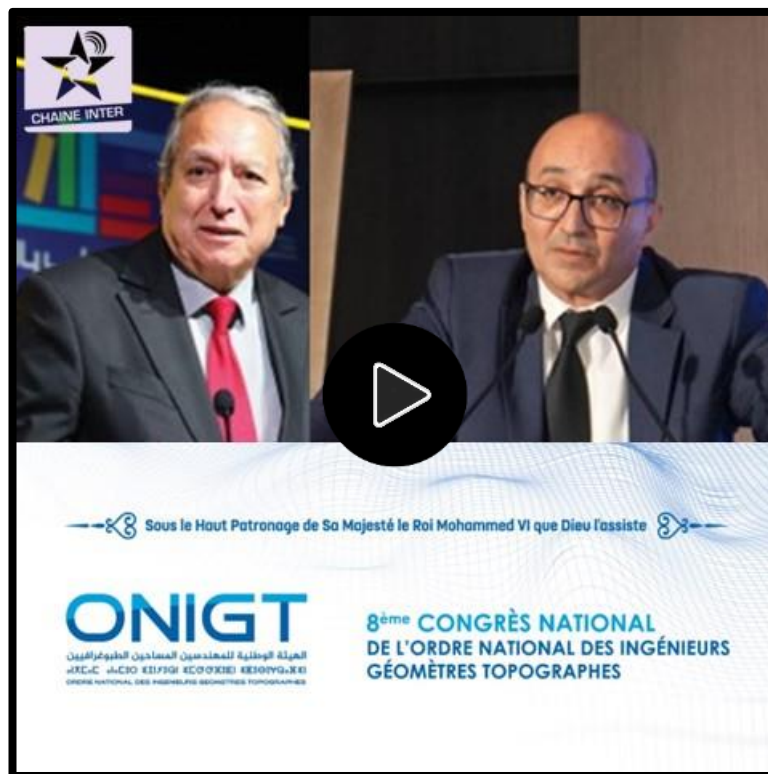 CHAINE INTER
Sous le Haut Patronage de Sa Majesté le Roi Mohammed VI que Dieu l'assiste
ONIGT
الهيئة الوطنية للمهندسين المساحين الطبوغرافيين
ORDRE NATIONAL DES INGENIEURS GEOMETRES TOPOGRAPHES
8ème CONGRÈS NATIONAL
DE L'ORDRE NATIONAL DES INGÉNIEURS
GÉOMÈTRES TOPOGRAPHES